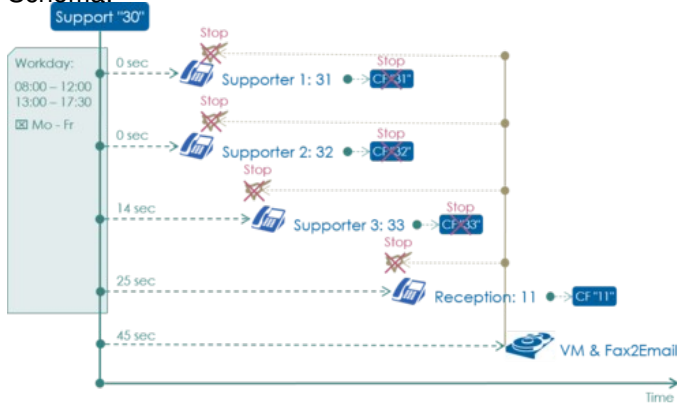 Schema:
Support "30"
Workday:
08:00 – 12:00
13:00 – 17:30
☒ Mo - Fr
Stop
0 sec
Supporter 1: 31
Stop
CF "31"
Stop
0 sec
Supporter 2: 32
Stop
CF "32"
Stop
14 sec
Supporter 3: 33
Stop
CF "33"
Stop
25 sec
Reception: 11
CF "11"
45 sec
VM & Fax2Email
Time